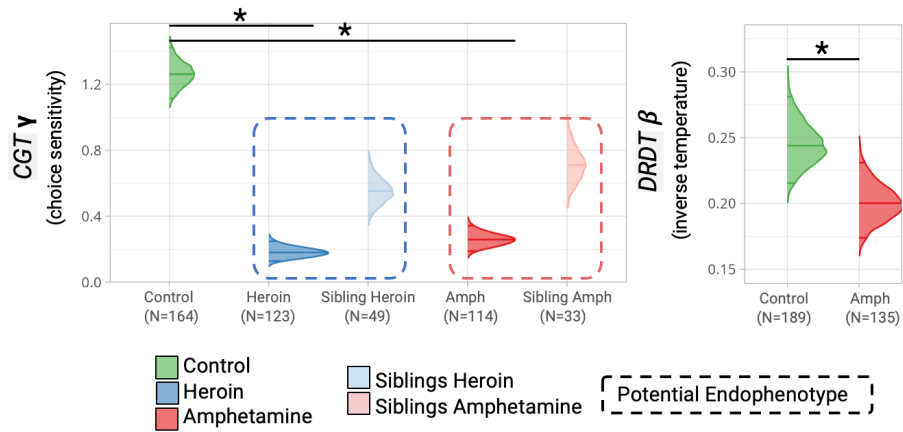 *
*
CGT γ
(choice sensitivity)
1.2
0.8
0.4
0.0
Control
(N=164)
Heroin
(N=123)
Sibling Heroin
(N=49)
Amph
(N=114)
Sibling Amph
(N=33)
*
DRDT β
(inverse temperature)
0.30
0.25
0.20
0.15
Control
(N=189)
Amph
(N=135)
Control
Heroin
Amphetamine
Siblings Heroin
Siblings Amphetamine
Potential Endophenotype